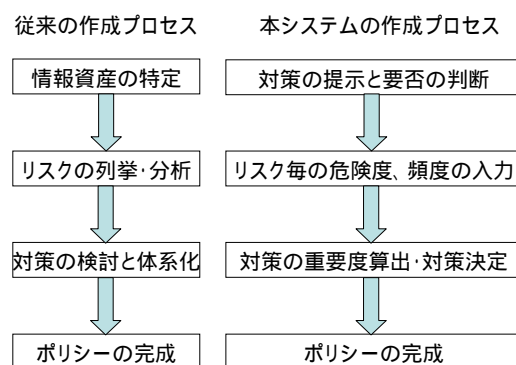 従来の作成プロセス
本システムの作成プロセス
情報資産の特定
対策の提示と要否の判断
リスクの列挙・分析
リスク毎の危険度、頻度の入力
対策の検討と体系化
対策の重要度算出・対策決定
ポリシーの完成
ポリシーの完成